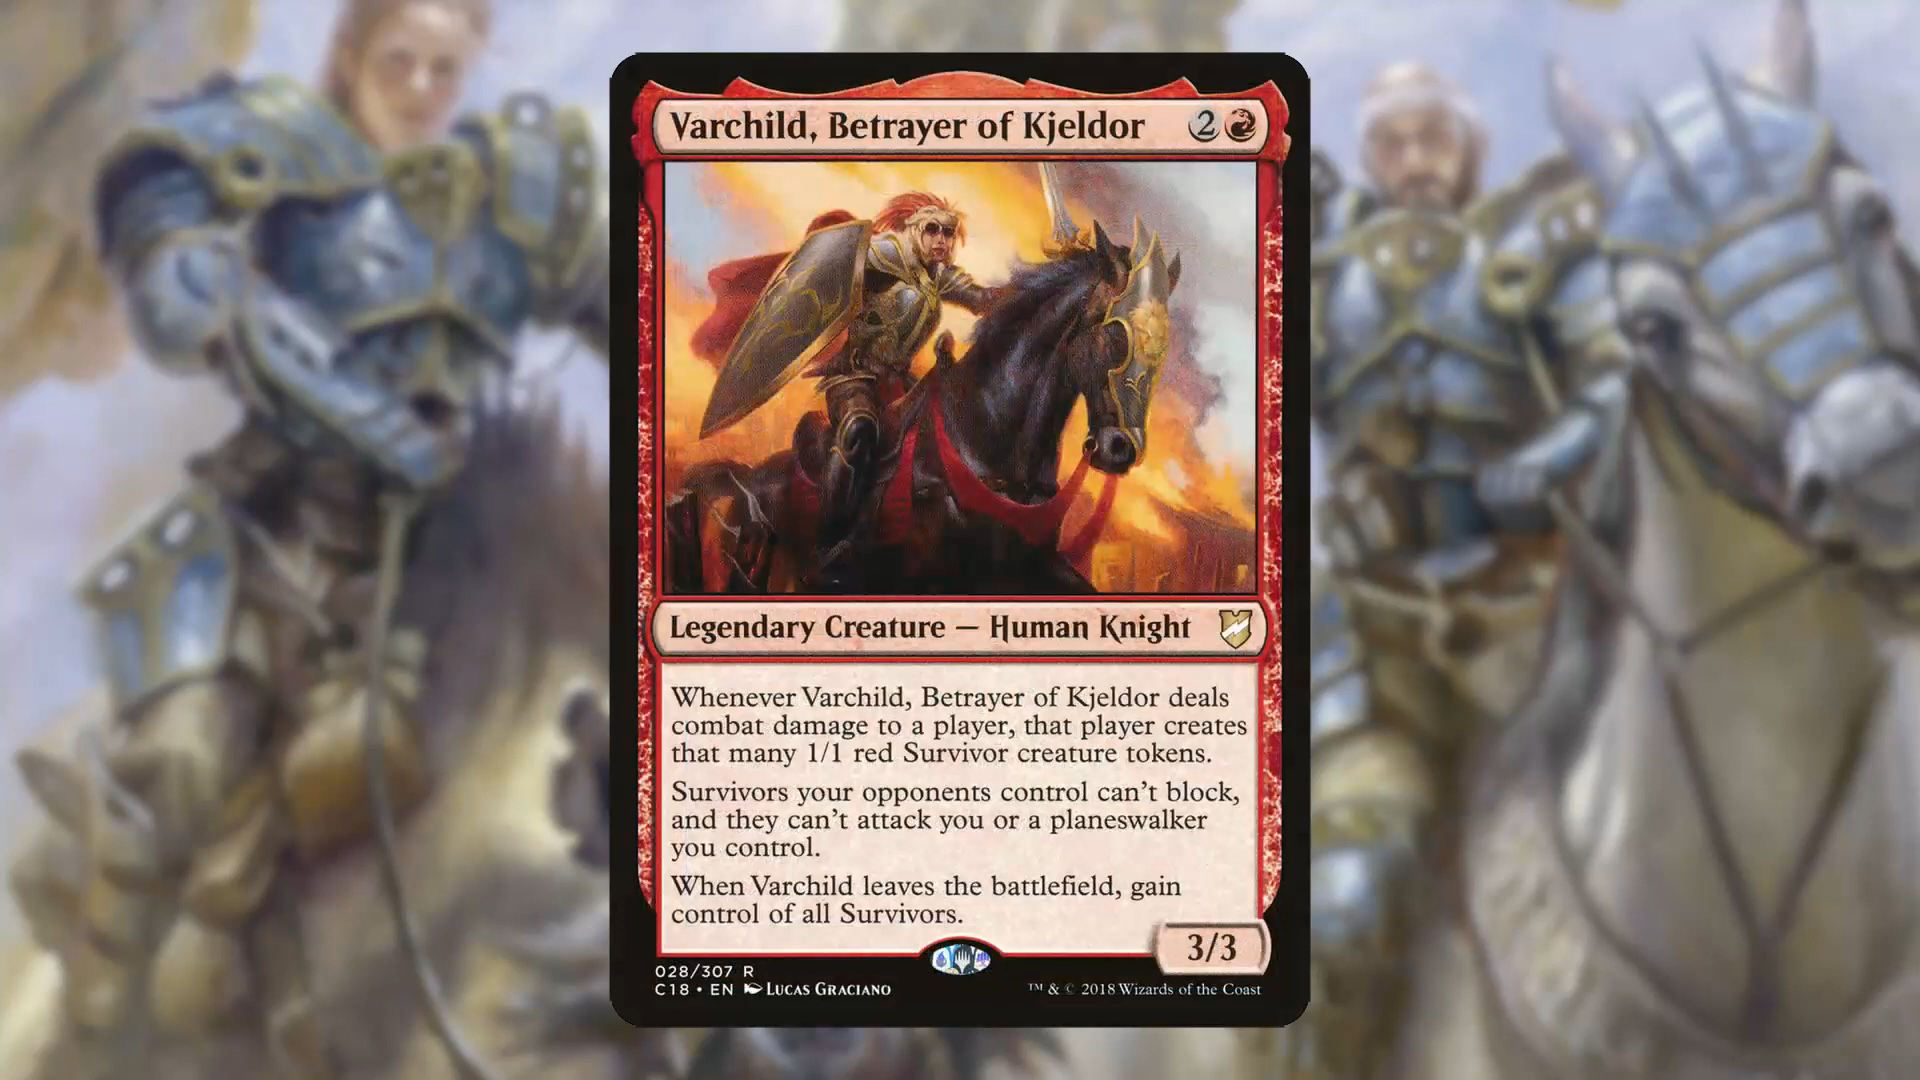 Varchild, Betrayer of Kjeldor 2
Legendary Creature — Human Knight
Whenever Varchild, Betrayer of Kjeldor deals
combat damage to a player, that player creates
that many 1/1 red Survivor creature tokens.
Survivors your opponents control can't block,
and they can't attack you or a planeswalker
you control.
When Varchild leaves the battlefield, gain
control of all Survivors.
3/3
028/307 R
C18 • EN Lucas Graciano
™ & © 2018 Wizards of the Coast